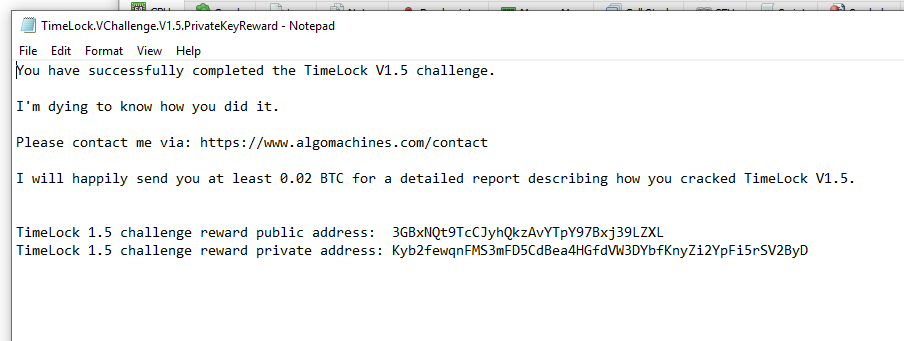 TimeLock.VChallenge.V1.5.PrivateKeyReward - Notepad
File Edit Format View Help
You have successfully completed the TimeLock V1.5 challenge.
I'm dying to know how you did it.
Please contact me via: https://www.algomachines.com/contact
I will happily send you at least 0.02 BTC for a detailed report describing how you cracked TimeLock V1.5.
TimeLock 1.5 challenge reward public address: 3GBxNQt9TcCJyhQkzAvYTpY97Bxj39LZXL
TimeLock 1.5 challenge reward private address: Kyb2fewqnFMS3mFD5CdBea4HGfdVW3DYbfKnyZi2YpFi5rSV2ByD